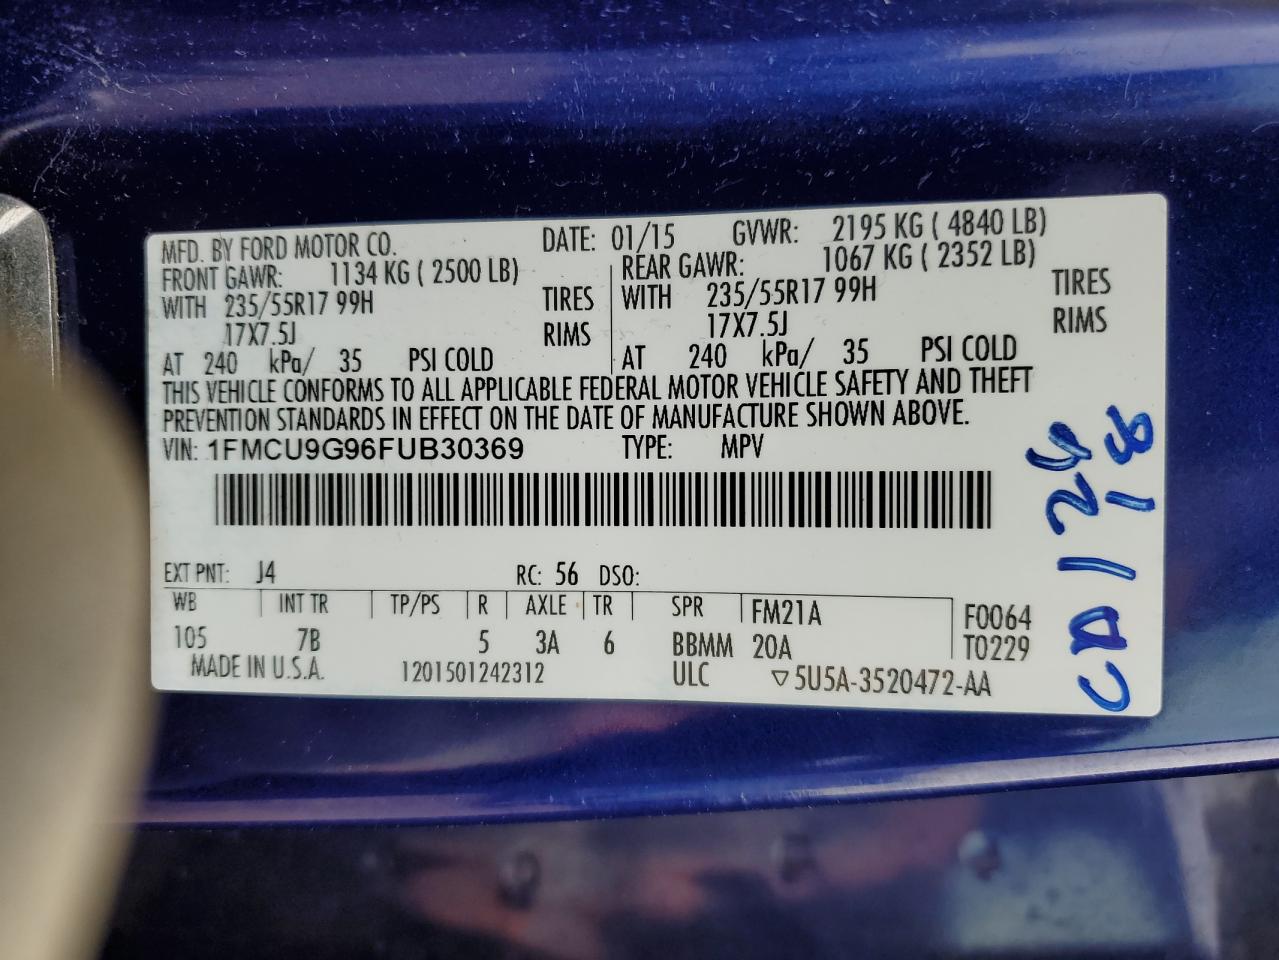 MFD. BY FORD MOTOR CO. DATE: 01/15 GVWR: 2195 KG ( 4840 LB)
FRONT GAWR: 1134 KG ( 2500 LB) REAR GAWR: 1067 KG ( 2352 LB)
WITH 235/55R17 99H TIRES WITH 235/55R17 99H TIRES
17X7.5J RIMS 17X7.5J RIMS
AT 240 kPa/ 35 PSI COLD AT 240 kPa/ 35 PSI COLD
THIS VEHICLE CONFORMS TO ALL APPLICABLE FEDERAL MOTOR VEHICLE SAFETY AND THEFT
PREVENTION STANDARDS IN EFFECT ON THE DATE OF MANUFACTURE SHOWN ABOVE.
VIN: 1FMCU9G96FUB30369 TYPE: MPV
EXT PNT: J4 RC: 56 DSO:
WB INT TR TP/PS R AXLE TR SPR FM21A F0064
105 7B 5 3A 6 BBMM 20A T0229
MADE IN U.S.A. 1201501242312 ULC ▽5U5A-3520472-AA